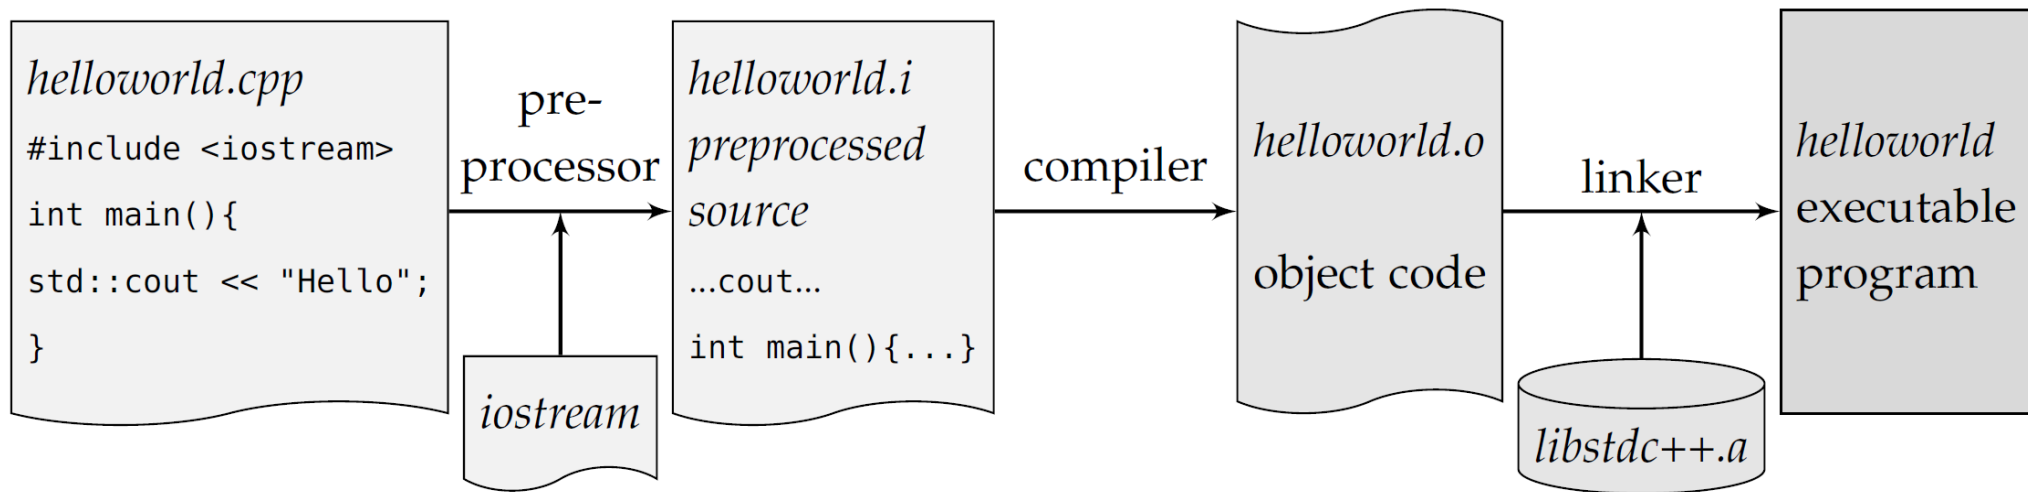 helloworld.cpp
#include <iostream>
int main(){
std::cout << "Hello";
}
pre-
processor
iostream
helloworld.i
preprocessed
source
...cout...
int main(){...}
compiler
helloworld.o
object code
linker
libstdc++.a
helloworld
executable
program